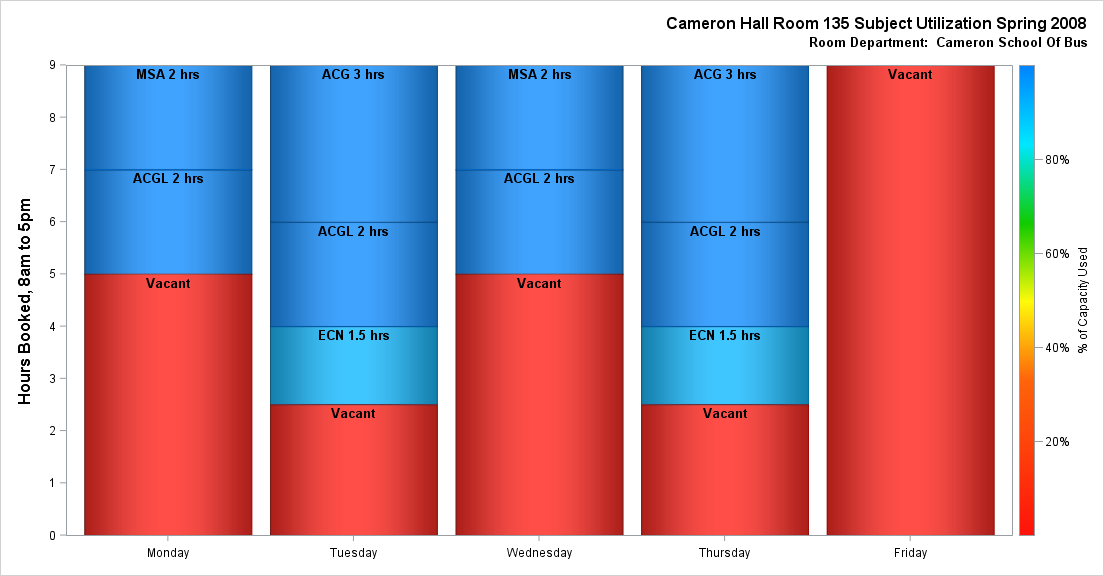 Cameron Hall Room 135 Subject Utilization Spring 2008
Room Department:  Cameron School Of Bus
Hours Booked, 8am to 5pm
9
8
7
6
5
4
3
2
1
0
MSA 2 hrs
ACGL 2 hrs
Vacant
Monday
ACG 3 hrs
ACGL 2 hrs
ECN 1.5 hrs
Vacant
Tuesday
MSA 2 hrs
ACGL 2 hrs
Vacant
Wednesday
ACG 3 hrs
ACGL 2 hrs
ECN 1.5 hrs
Vacant
Thursday
Vacant
Friday
80%
60%
40%
20%
% of Capacity Used